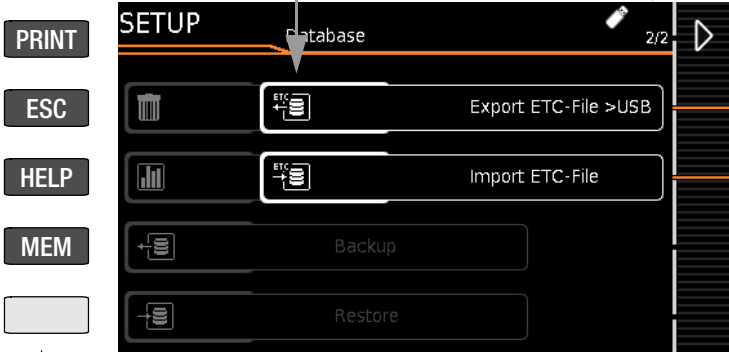 PRINT
ESC
HELP
MEM
SETUP
Database
2/2
ETC
Export ETC-File >USB
ETC
Import ETC-File
Backup
Restore